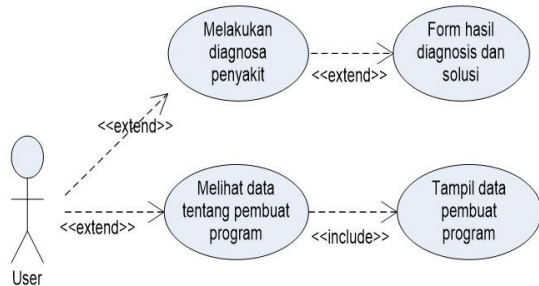 Melakukan
diagnosa
penyakit
<<extend>>
Form hasil
diagnosis dan
solusi
<<extend>>
User
<<extend>>
Melihat data
tentang pembuat
program
<<include>>
Tampil data
pembuat
program